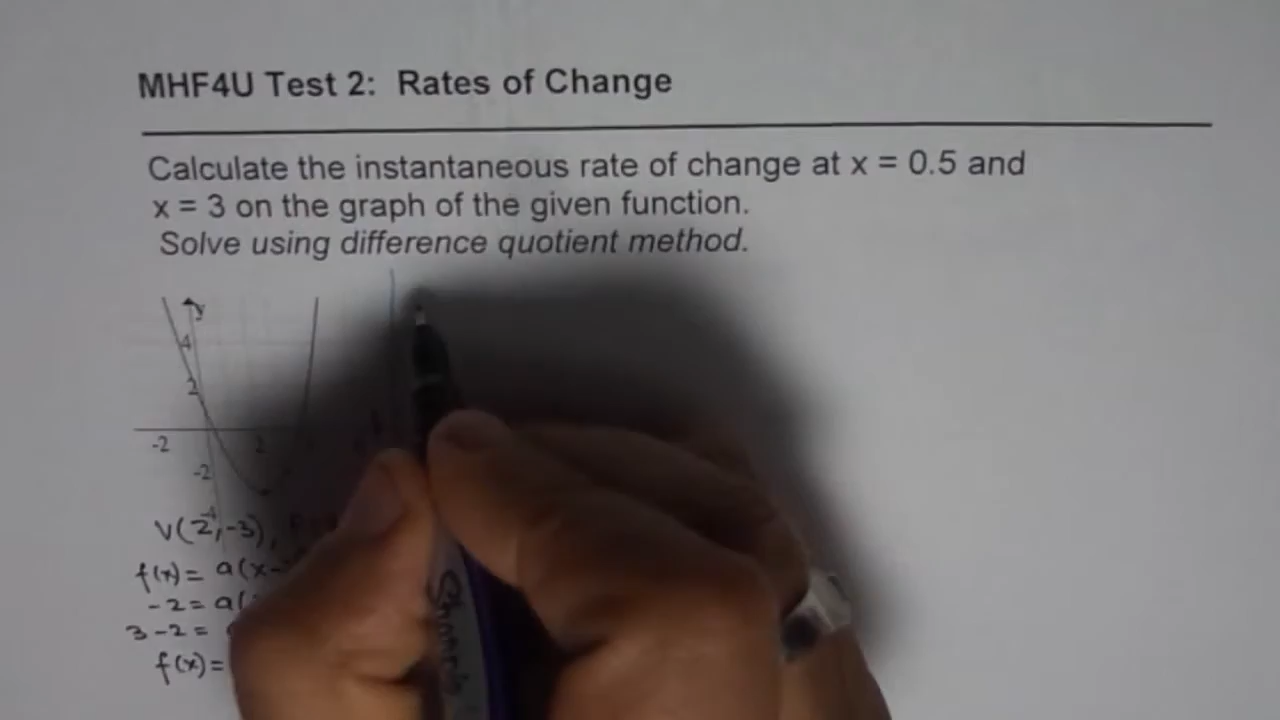 MHF4U Test 2: Rates of Change
Calculate the instantaneous rate of change at x = 0.5 and
x = 3 on the graph of the given function.
Solve using difference quotient method.
y
4
2
-2 2
-2
-4
V(2,-3),
f(x)= a(x-
-2= a(
3-2=
f(x)=
Sharpie